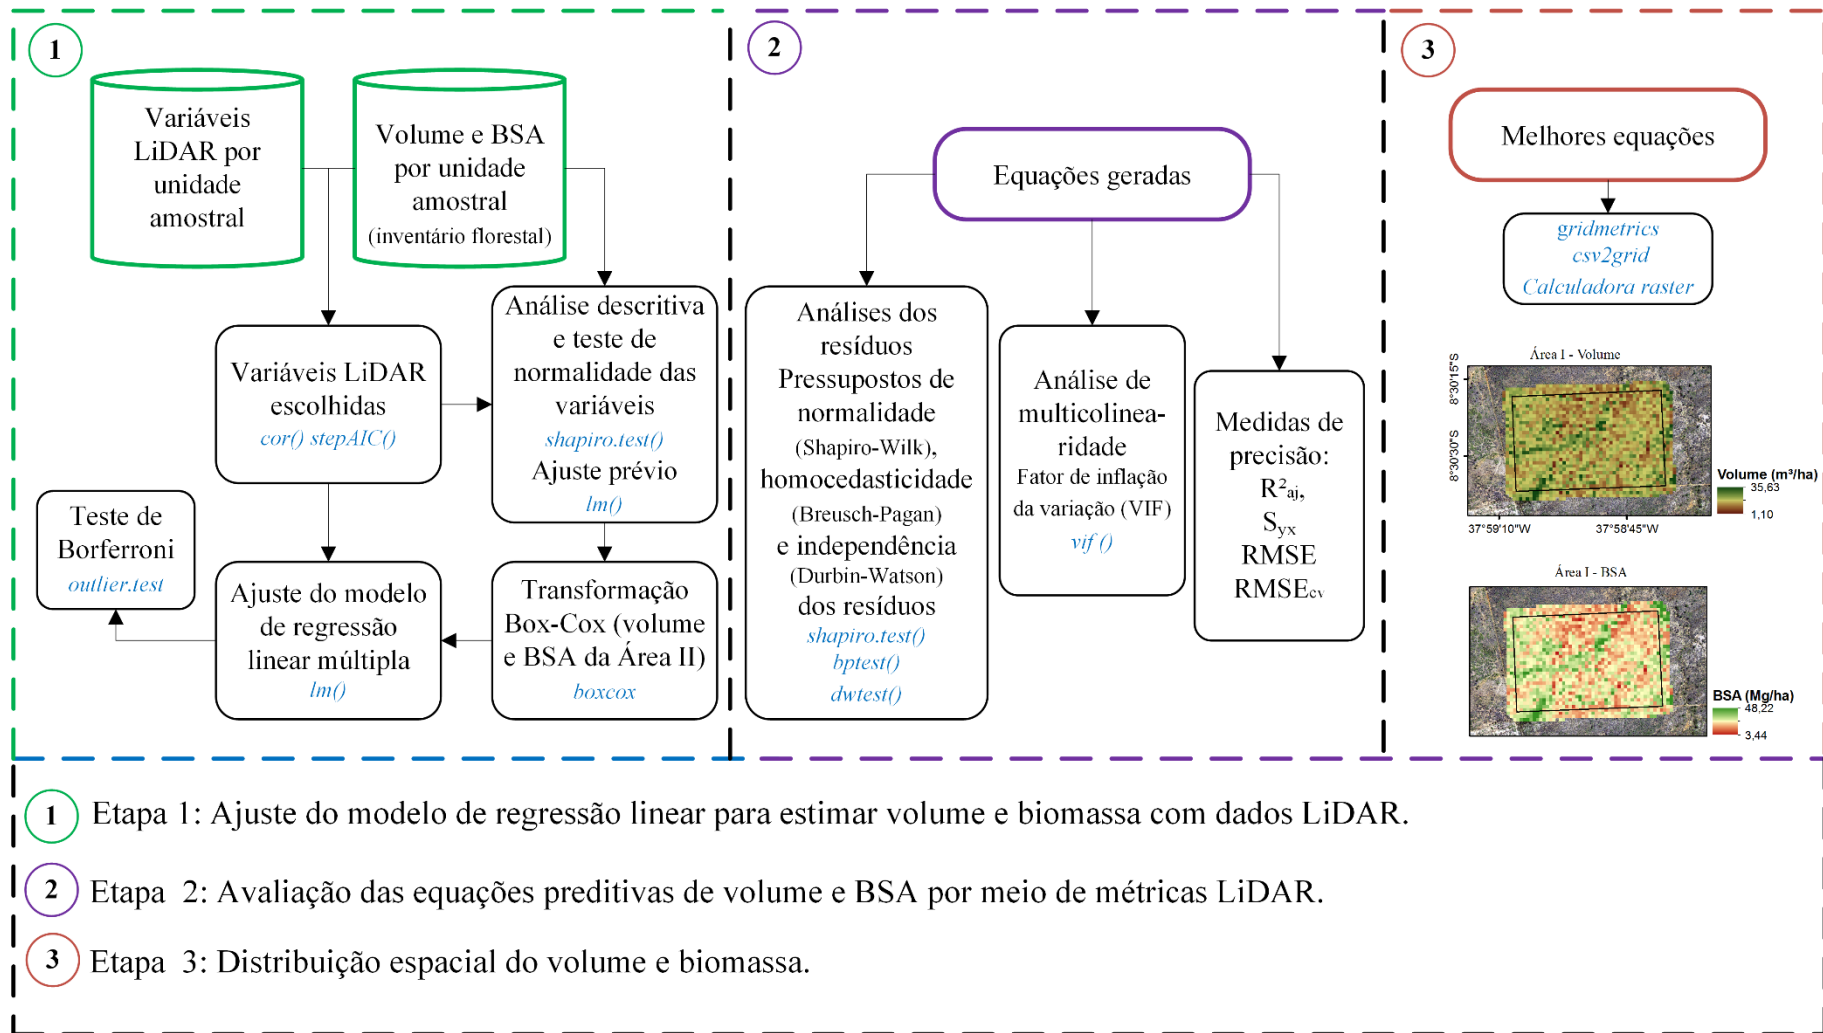 1
Variáveis
LiDAR por
unidade
amostral
Volume e BSA
por unidade
amostral
(inventário florestal)
Variáveis LiDAR
escolhidas
cor() stepAIC()
Análise descritiva
e teste de
normalidade das
variáveis
shapiro.test()
Ajuste prévio
lm()
Teste de
Borferroni
outlier.test
Ajuste do modelo
de regressão
linear múltipla
lm()
Transformação
Box-Cox (volume
e BSA da Área II)
boxcox
2
Equações geradas
Análises dos
resíduos
Pressupostos de
normalidade
(Shapiro-Wilk),
homocedasticidade
(Breusch-Pagan)
e independência
(Durbin-Watson)
dos resíduos
shapiro.test()
bptest()
dwtest()
Análise de
multicolinea-
ridade
Fator de inflação
da variação (VIF)
vif ()
Medidas de
precisão:
R²aj,
Syx
RMSE
RMSEcv
3
Melhores equações
gridmetrics
csv2grid
Calculadora raster
Área I - Volume
8°30'15"S
8°30'30"S
37°59'10"W
37°58'45"W
Volume (m³/ha)
35,63
1,10
Área I - BSA
BSA (Mg/ha)
48,22
3,44
1 Etapa 1: Ajuste do modelo de regressão linear para estimar volume e biomassa com dados LiDAR.
2 Etapa 2: Avaliação das equações preditivas de volume e BSA por meio de métricas LiDAR.
3 Etapa 3: Distribuição espacial do volume e biomassa.